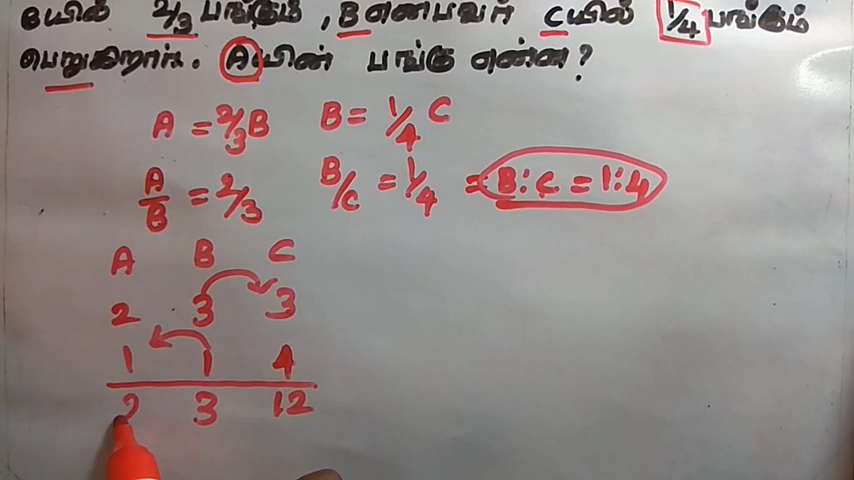 Bயில் 2/3 பங்கும், B என்பவர் Cயில் 1/4 பங்கும்
பெறுகிறார். Aயின் பங்கு என்ன?
A = 2/3 B B = 1/4 C
A/B = 2/3 B/C = 1/4 = B:C = 1:4
A B C
2 3 3
1 1 4
2 3 12